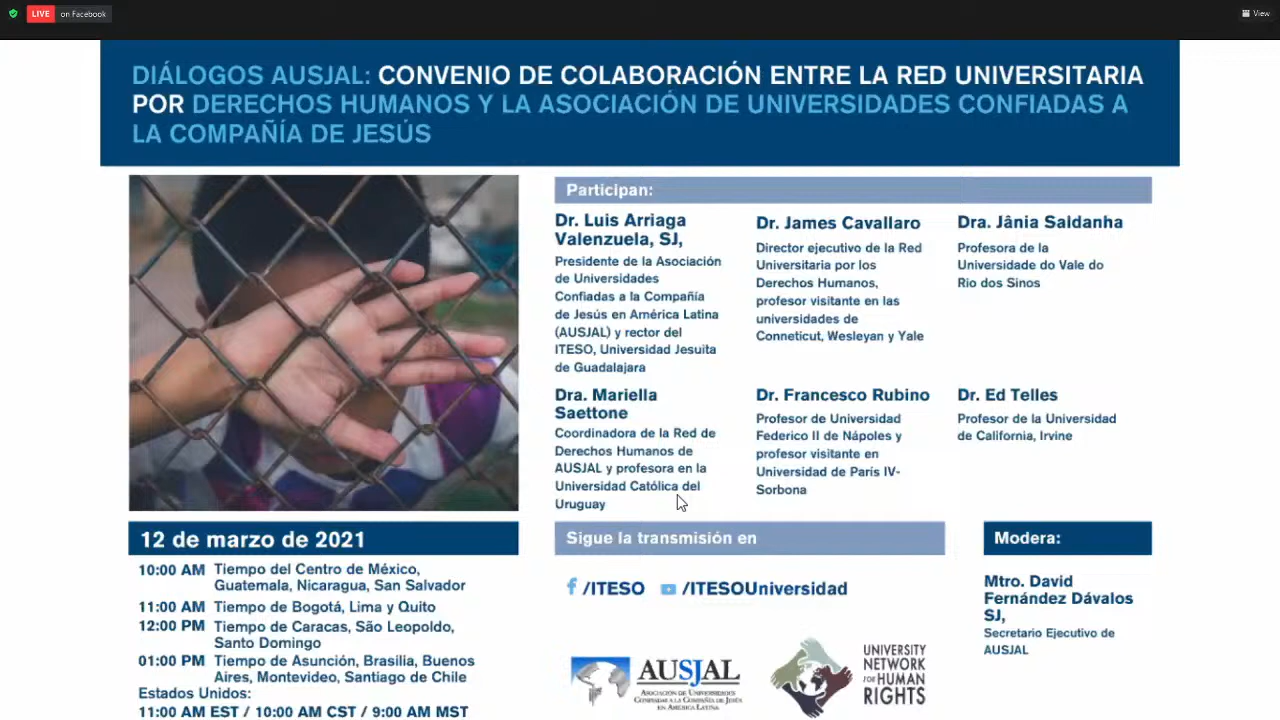 LIVE on Facebook
View
DIÁLOGOS AUSJAL: CONVENIO DE COLABORACIÓN ENTRE LA RED UNIVERSITARIA
POR DERECHOS HUMANOS Y LA ASOCIACIÓN DE UNIVERSIDADES CONFIADAS A
LA COMPAÑÍA DE JESÚS
Participan:
Dr. Luis Arriaga
Valenzuela, SJ,
Presidente de la Asociación
de Universidades
Confiadas a la Compañía
de Jesús en América Latina
(AUSJAL) y rector del
ITESO, Universidad Jesuita
de Guadalajara
Dr. James Cavallaro
Director ejecutivo de la Red
Universitaria por los
Derechos Humanos,
profesor visitante en las
universidades de
Conneticut, Wesleyan y Yale
Dra. Jânia Saldanha
Profesora de la
Universidade do Vale do
Rio dos Sinos
Dra. Mariella
Saettone
Coordinadora de la Red de
Derechos Humanos de
AUSJAL y profesora en la
Universidad Católica del
Uruguay
Dr. Francesco Rubino
Profesor de Universidad
Federico II de Nápoles y
profesor visitante en
Universidad de París IV-
Sorbona
Dr. Ed Telles
Profesor de la Universidad
de California, Irvine
12 de marzo de 2021
10:00 AM Tiempo del Centro de México,
Guatemala, Nicaragua, San Salvador
11:00 AM Tiempo de Bogotá, Lima y Quito
12:00 PM Tiempo de Caracas, São Leopoldo,
Santo Domingo
01:00 PM Tiempo de Asunción, Brasilia, Buenos
Aires, Montevideo, Santiago de Chile
Estados Unidos:
11:00 AM EST / 10:00 AM CST / 9:00 AM MST
Sigue la transmisión en
/ITESO /ITESOUniversidad
AUSJAL
ASOCIACIÓN DE UNIVERSIDADES
CONFIADAS A LA COMPAÑÍA DE JESÚS
EN AMÉRICA LATINA
UNIVERSITY
NETWORK
FOR HUMAN
RIGHTS
Modera:
Mtro. David
Fernández Dávalos
SJ,
Secretario Ejecutivo de
AUSJAL